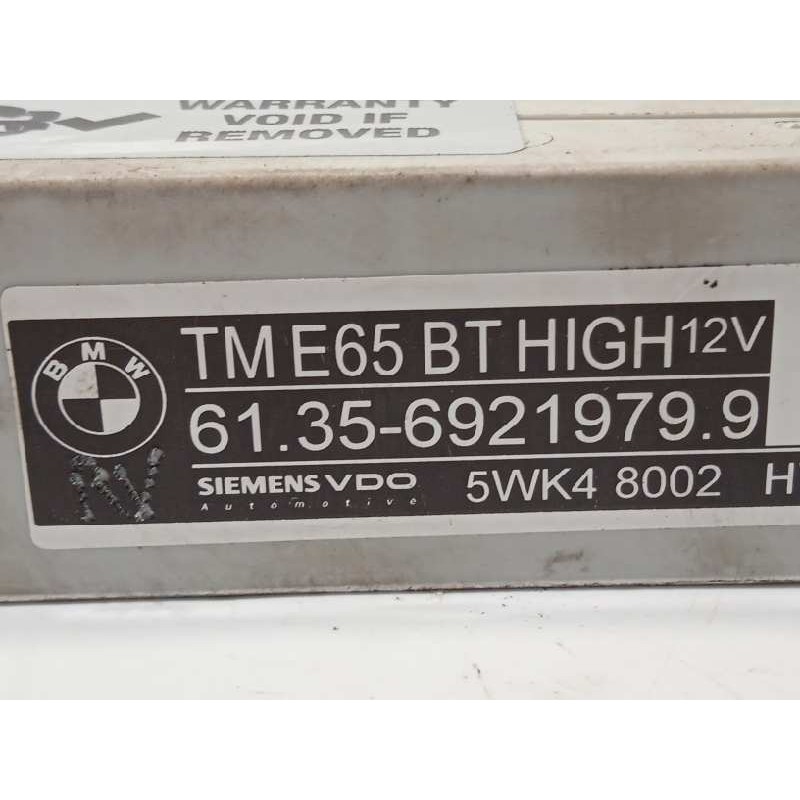 WARRANTY
VOID IF
REMOVED
BMW
TM E65 BT HIGH 12V
61.35-6921979.9
SIEMENS VDO 5WK4 8002 H
Automotive